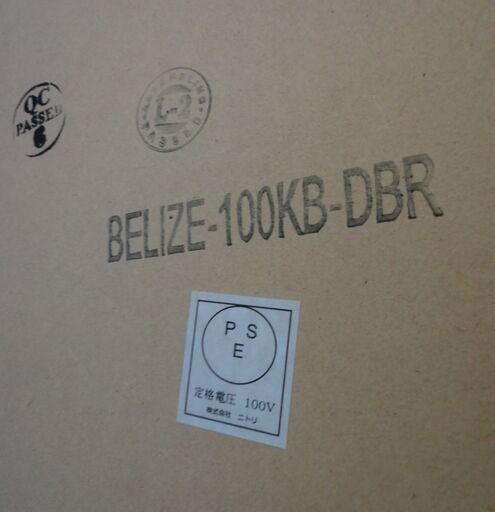 QC
PASSED
6
L-2
PASSED
BELIZE-100KB-DBR
P S
E
定格電圧 100V
株式会社 ニトリ